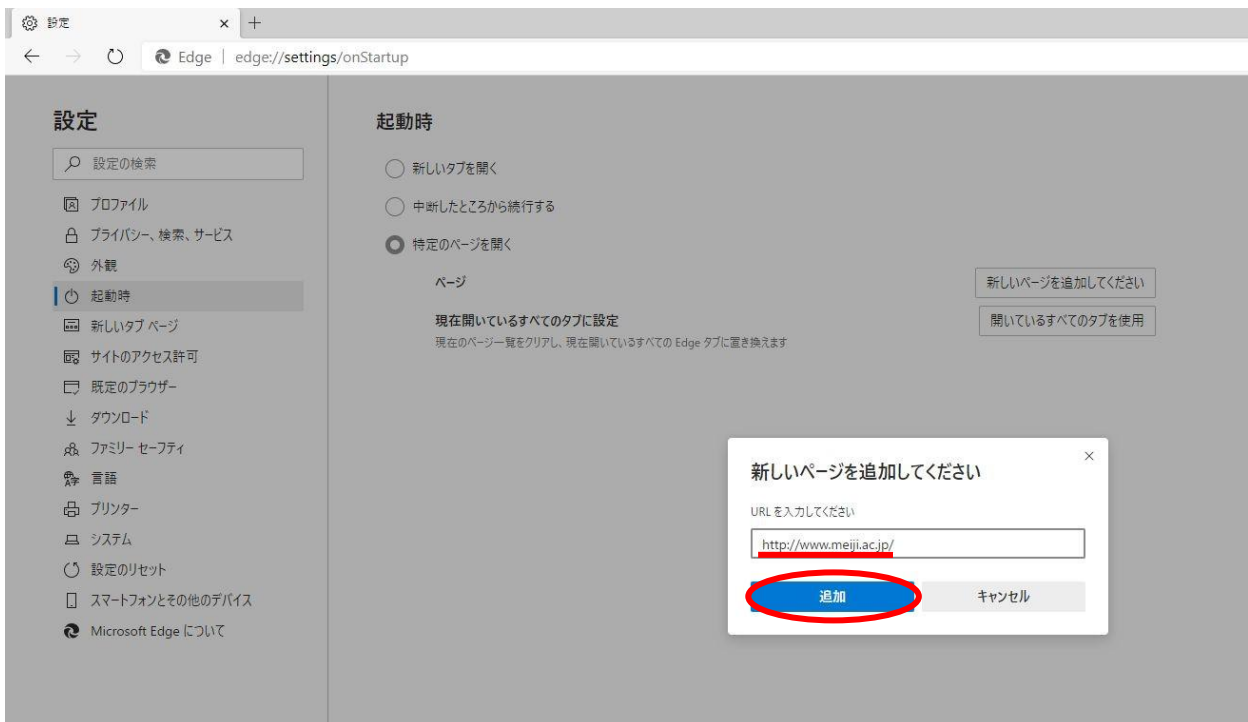 設定
Edge | edge://settings/onStartup
設定
設定の検索
プロファイル
プライバシー、検索、サービス
外観
起動時
新しいタブ ページ
サイトのアクセス許可
既定のブラウザー
ダウンロード
ファミリー セーフティ
言語
プリンター
システム
設定のリセット
スマートフォンとその他のデバイス
Microsoft Edge について
起動時
新しいタブを開く
中断したところから続行する
特定のページを開く
ページ
新しいページを追加してください
現在開いているすべてのタブに設定
開いているすべてのタブを使用
現在のページ一覧をクリアし、現在開いているすべての Edge タブに置き換えます
新しいページを追加してください
URL を入力してください
http://www.meiji.ac.jp/
追加
キャンセル